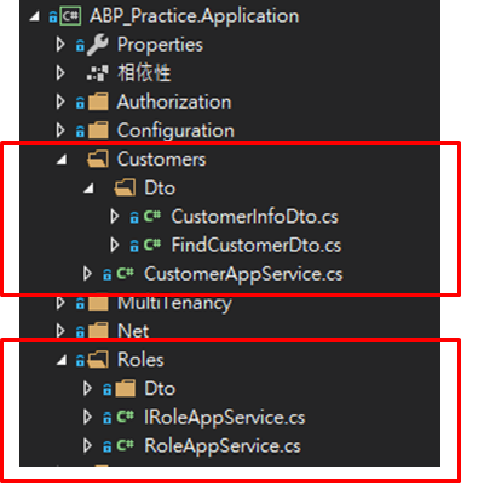 C# ABP_Practice.Application
Properties
相依性
Authorization
Configuration
Customers
Dto
C# CustomerInfoDto.cs
C# FindCustomerDto.cs
C# CustomerAppService.cs
MultiTenancy
Net
Roles
Dto
C# IRoleAppService.cs
C# RoleAppService.cs